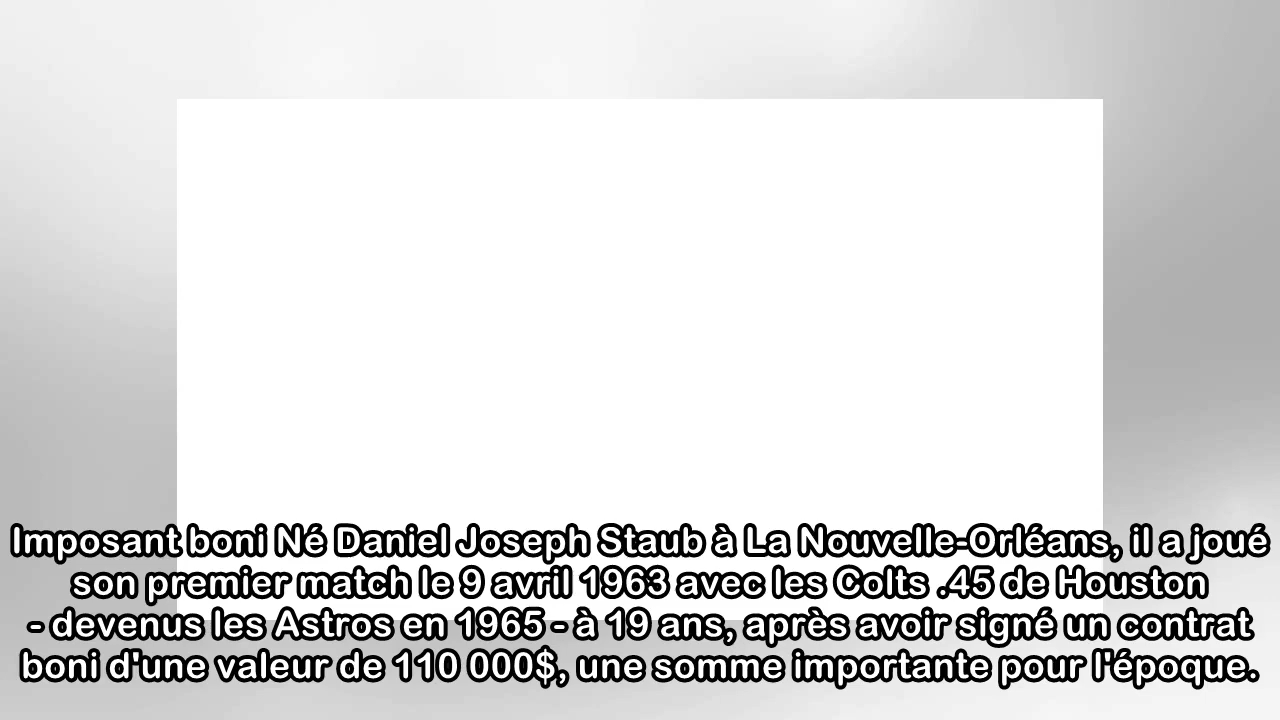 Imposant boni Né Daniel Joseph Staub à La Nouvelle-Orléans, il a joué
son premier match le 9 avril 1963 avec les Colts .45 de Houston
- devenus les Astros en 1965 - à 19 ans, après avoir signé un contrat
boni d'une valeur de 110 000$, une somme importante pour l'époque.